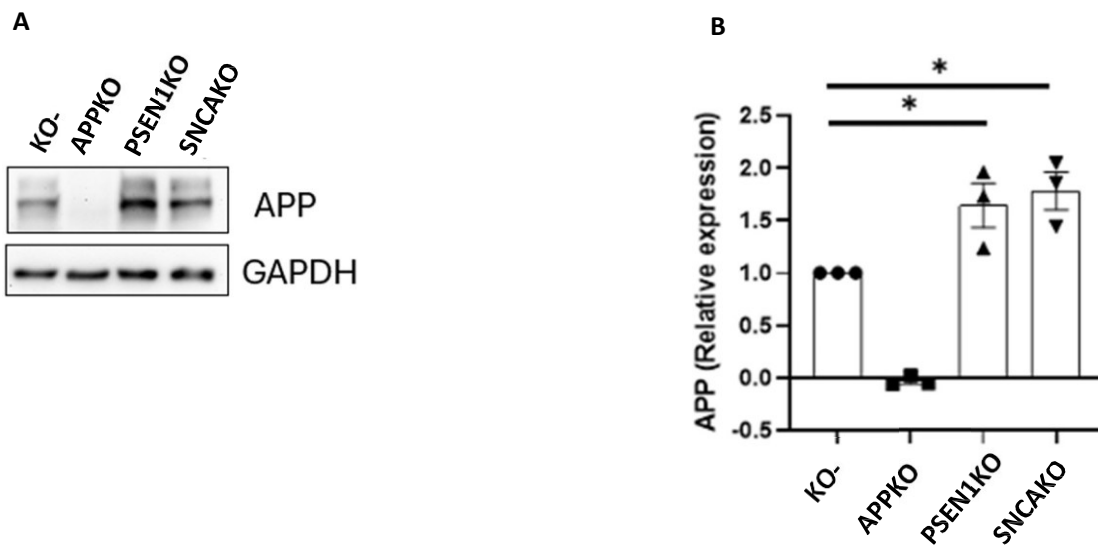 A
KO-
APPKO
PSEN1KO
SNCAKO
APP
GAPDH
B
*
*
APP (Relative expression)
2.5
2.0
1.5
1.0
0.5
0.0
-0.5
KO-
APPKO
PSEN1KO
SNCAKO